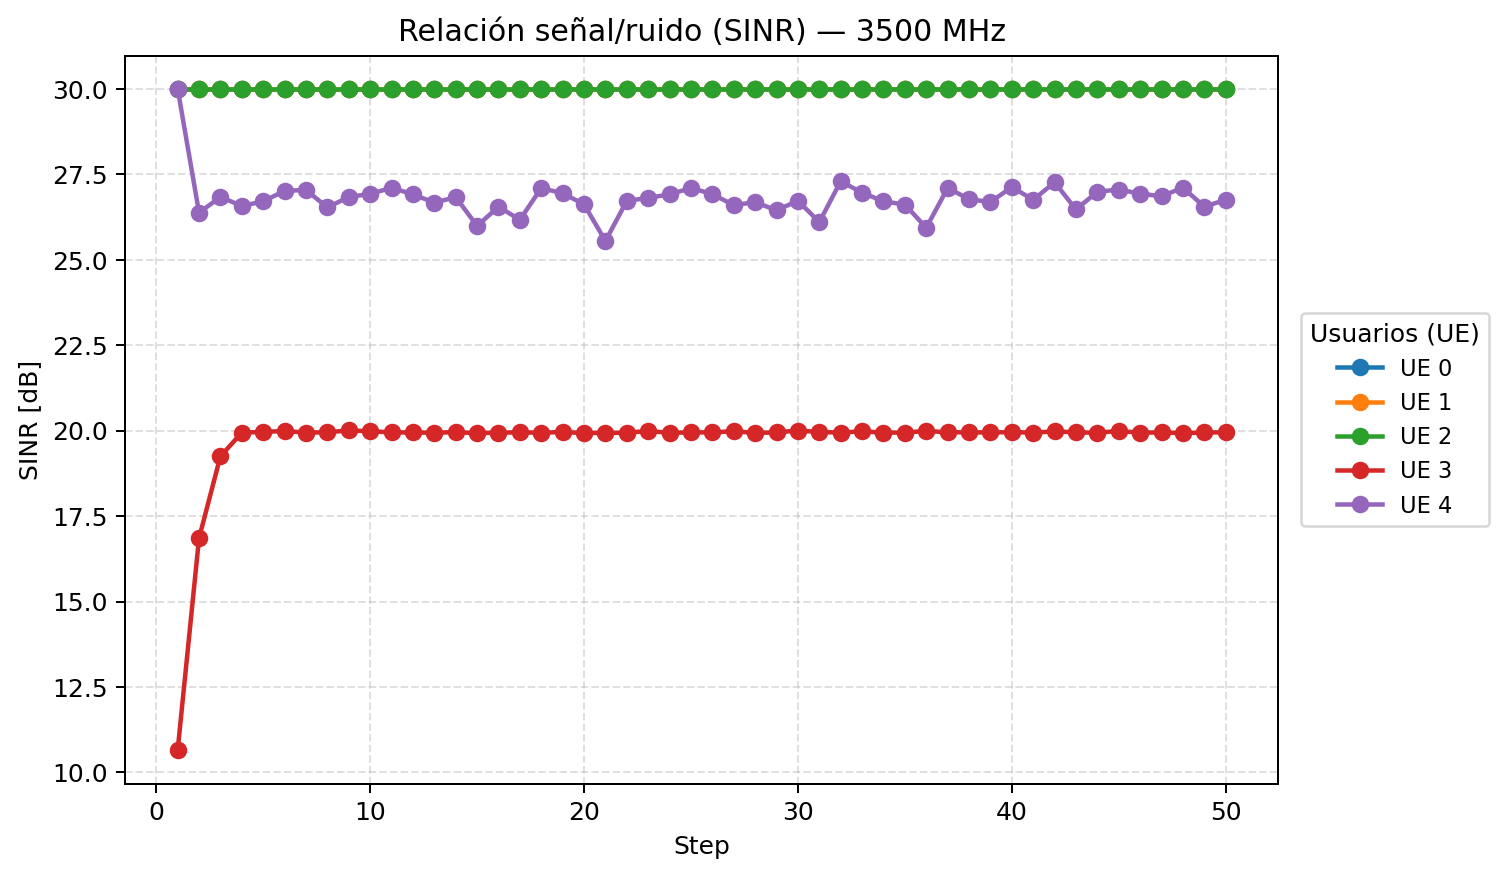 Relación señal/ruido (SINR) — 3500 MHz
30.0
27.5
25.0
22.5
20.0
17.5
15.0
12.5
10.0
SINR [dB]
0
10
20
30
40
50
Step
Usuarios (UE)
UE 0
UE 1
UE 2
UE 3
UE 4